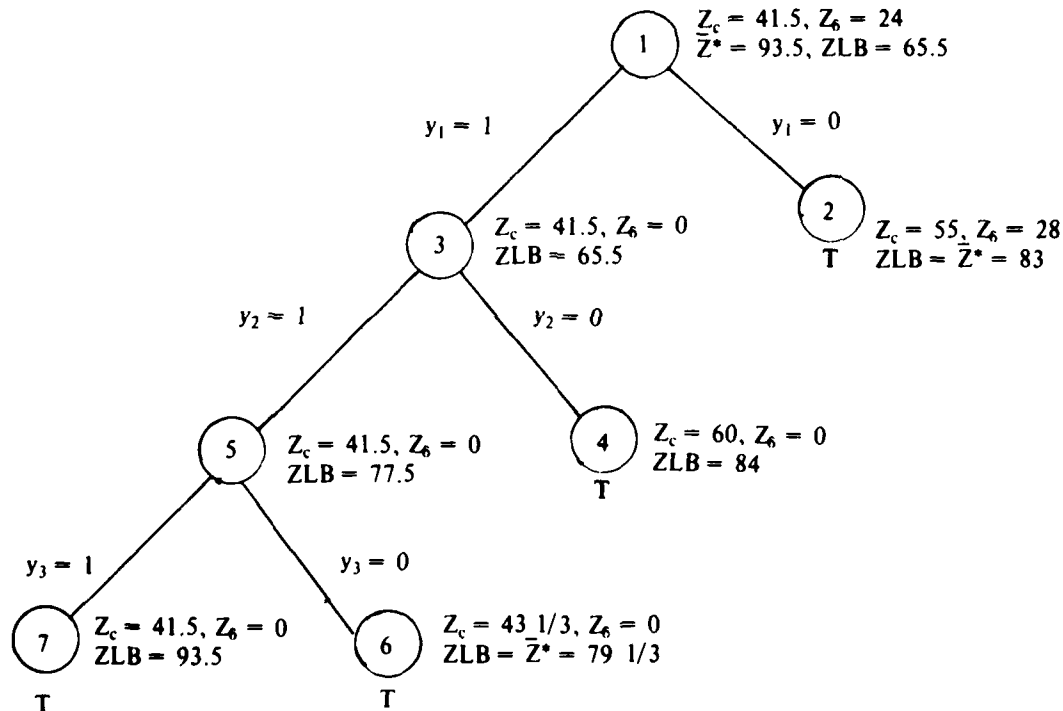 1
Z_c = 41.5, Z_6 = 24
Z̄* = 93.5, ZLB = 65.5
y_1 = 1
y_1 = 0
2
Z_c = 55, Z_6 = 28
ZLB = Z̄* = 83
T
3
Z_c = 41.5, Z_6 = 0
ZLB = 65.5
y_2 = 1
y_2 = 0
4
Z_c = 60, Z_6 = 0
ZLB = 84
T
5
Z_c = 41.5, Z_6 = 0
ZLB = 77.5
y_3 = 1
y_3 = 0
7
Z_c = 41.5, Z_6 = 0
ZLB = 93.5
T
6
Z_c = 43 1/3, Z_6 = 0
ZLB = Z̄* = 79 1/3
T